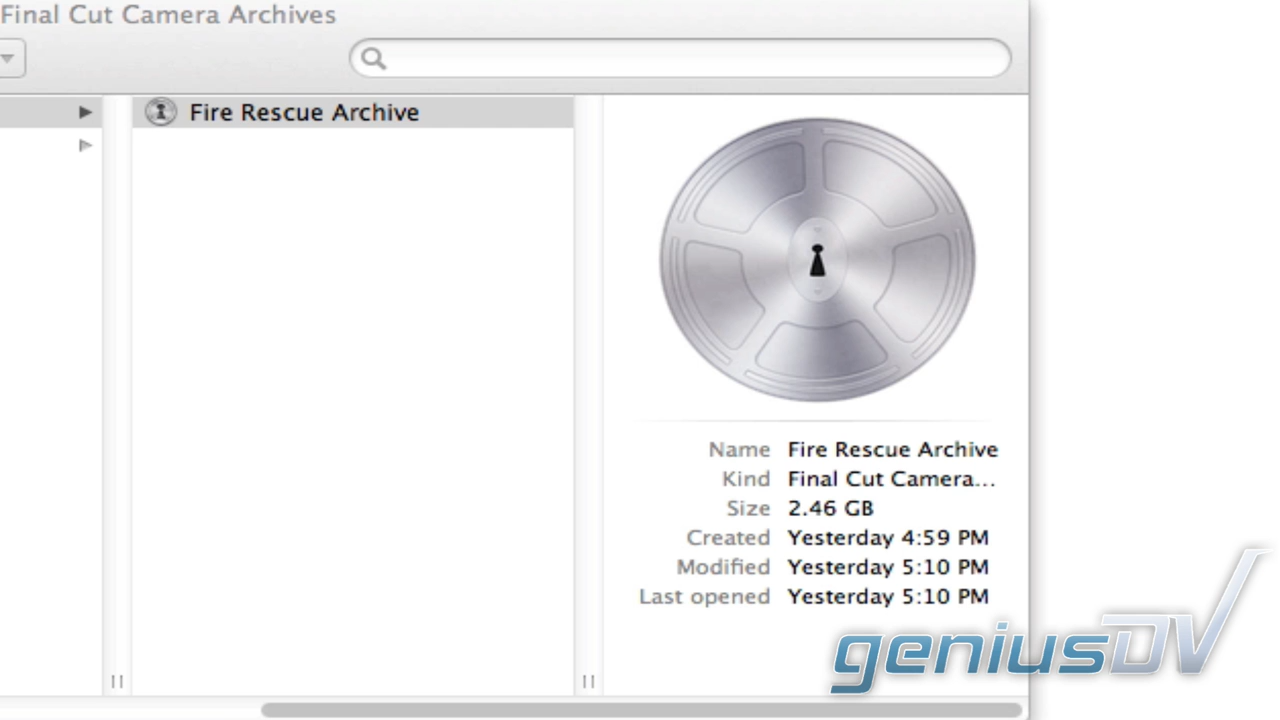 Final Cut Camera Archives
Fire Rescue Archive
Name Fire Rescue Archive
Kind Final Cut Camera...
Size 2.46 GB
Created Yesterday 4:59 PM
Modified Yesterday 5:10 PM
Last opened Yesterday 5:10 PM
geniusDV